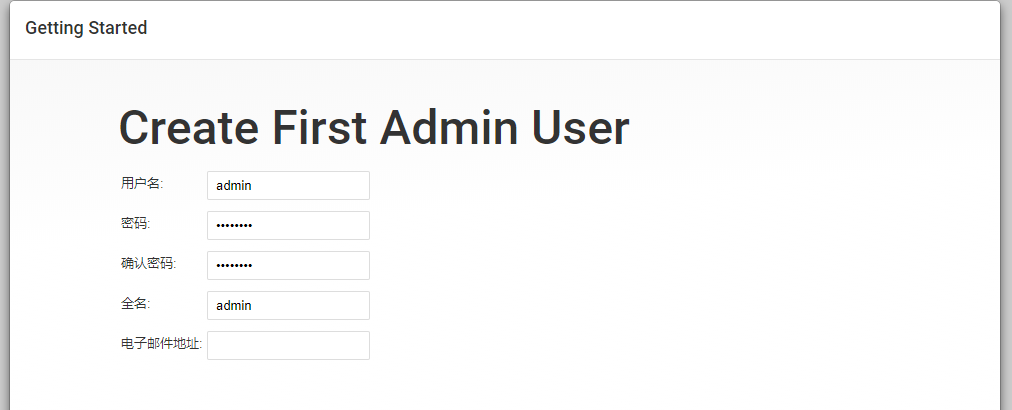 Getting Started
Create First Admin User
用户名: admin
密码: ••••••••
确认密码: ••••••••
全名: admin
电子邮件地址: